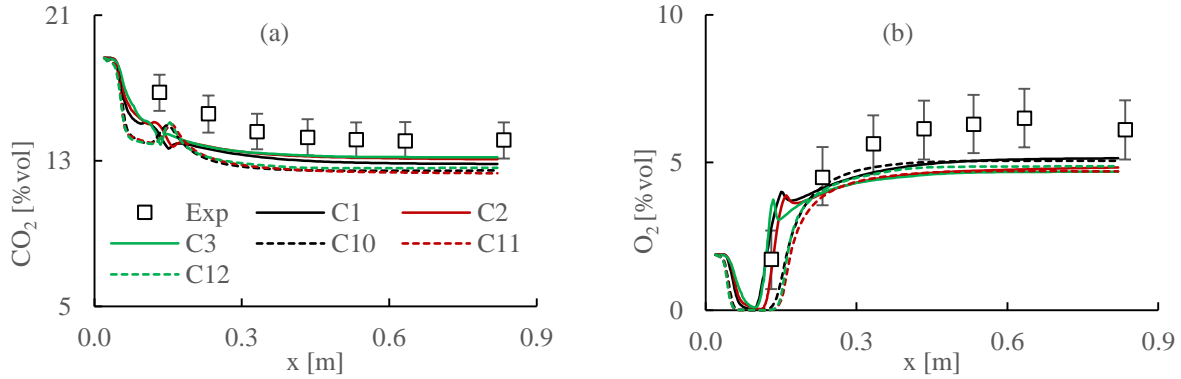 21
(a)
13
5
CO₂ [%vol]
Exp
C1
C2
C3
C10
C11
C12
0.0
0.3
0.6
0.9
x [m]
10
(b)
5
0
O₂ [%vol]
0.0
0.3
0.6
0.9
x [m]